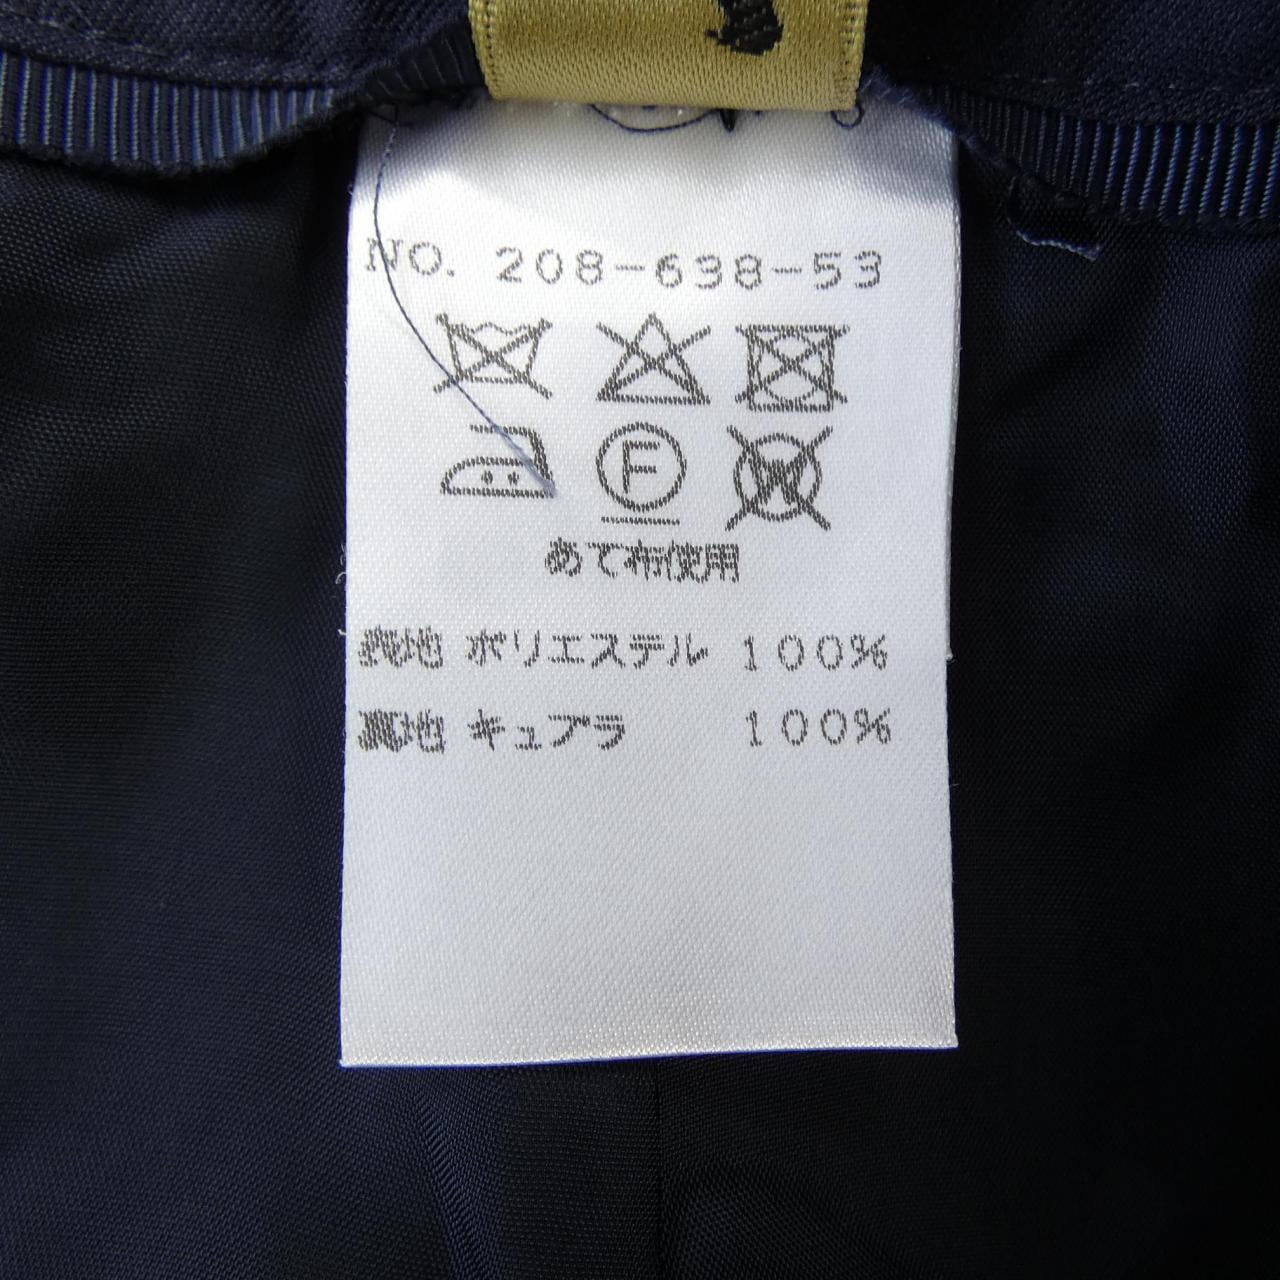 NO. 208-638-53
F
W
あて布使用
表地 ポリエステル 100%
裏地 キュプラ 100%